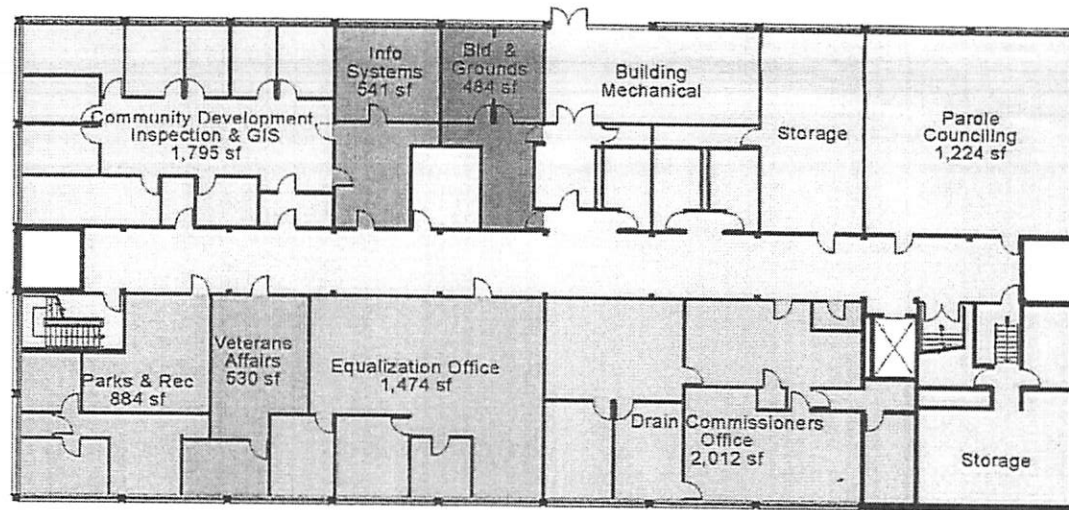 Info
Systems
541 sf
Bld. &
Grounds
484 sf
Building
Mechanical
Community Development,
Inspection & GIS
1,795 sf
Storage
Parole
Counciling
1,224 sf
Veterans
Affairs
530 sf
Parks & Rec
884 sf
Equalization Office
1,474 sf
Drain Commissioners
Office
2,012 sf
Storage